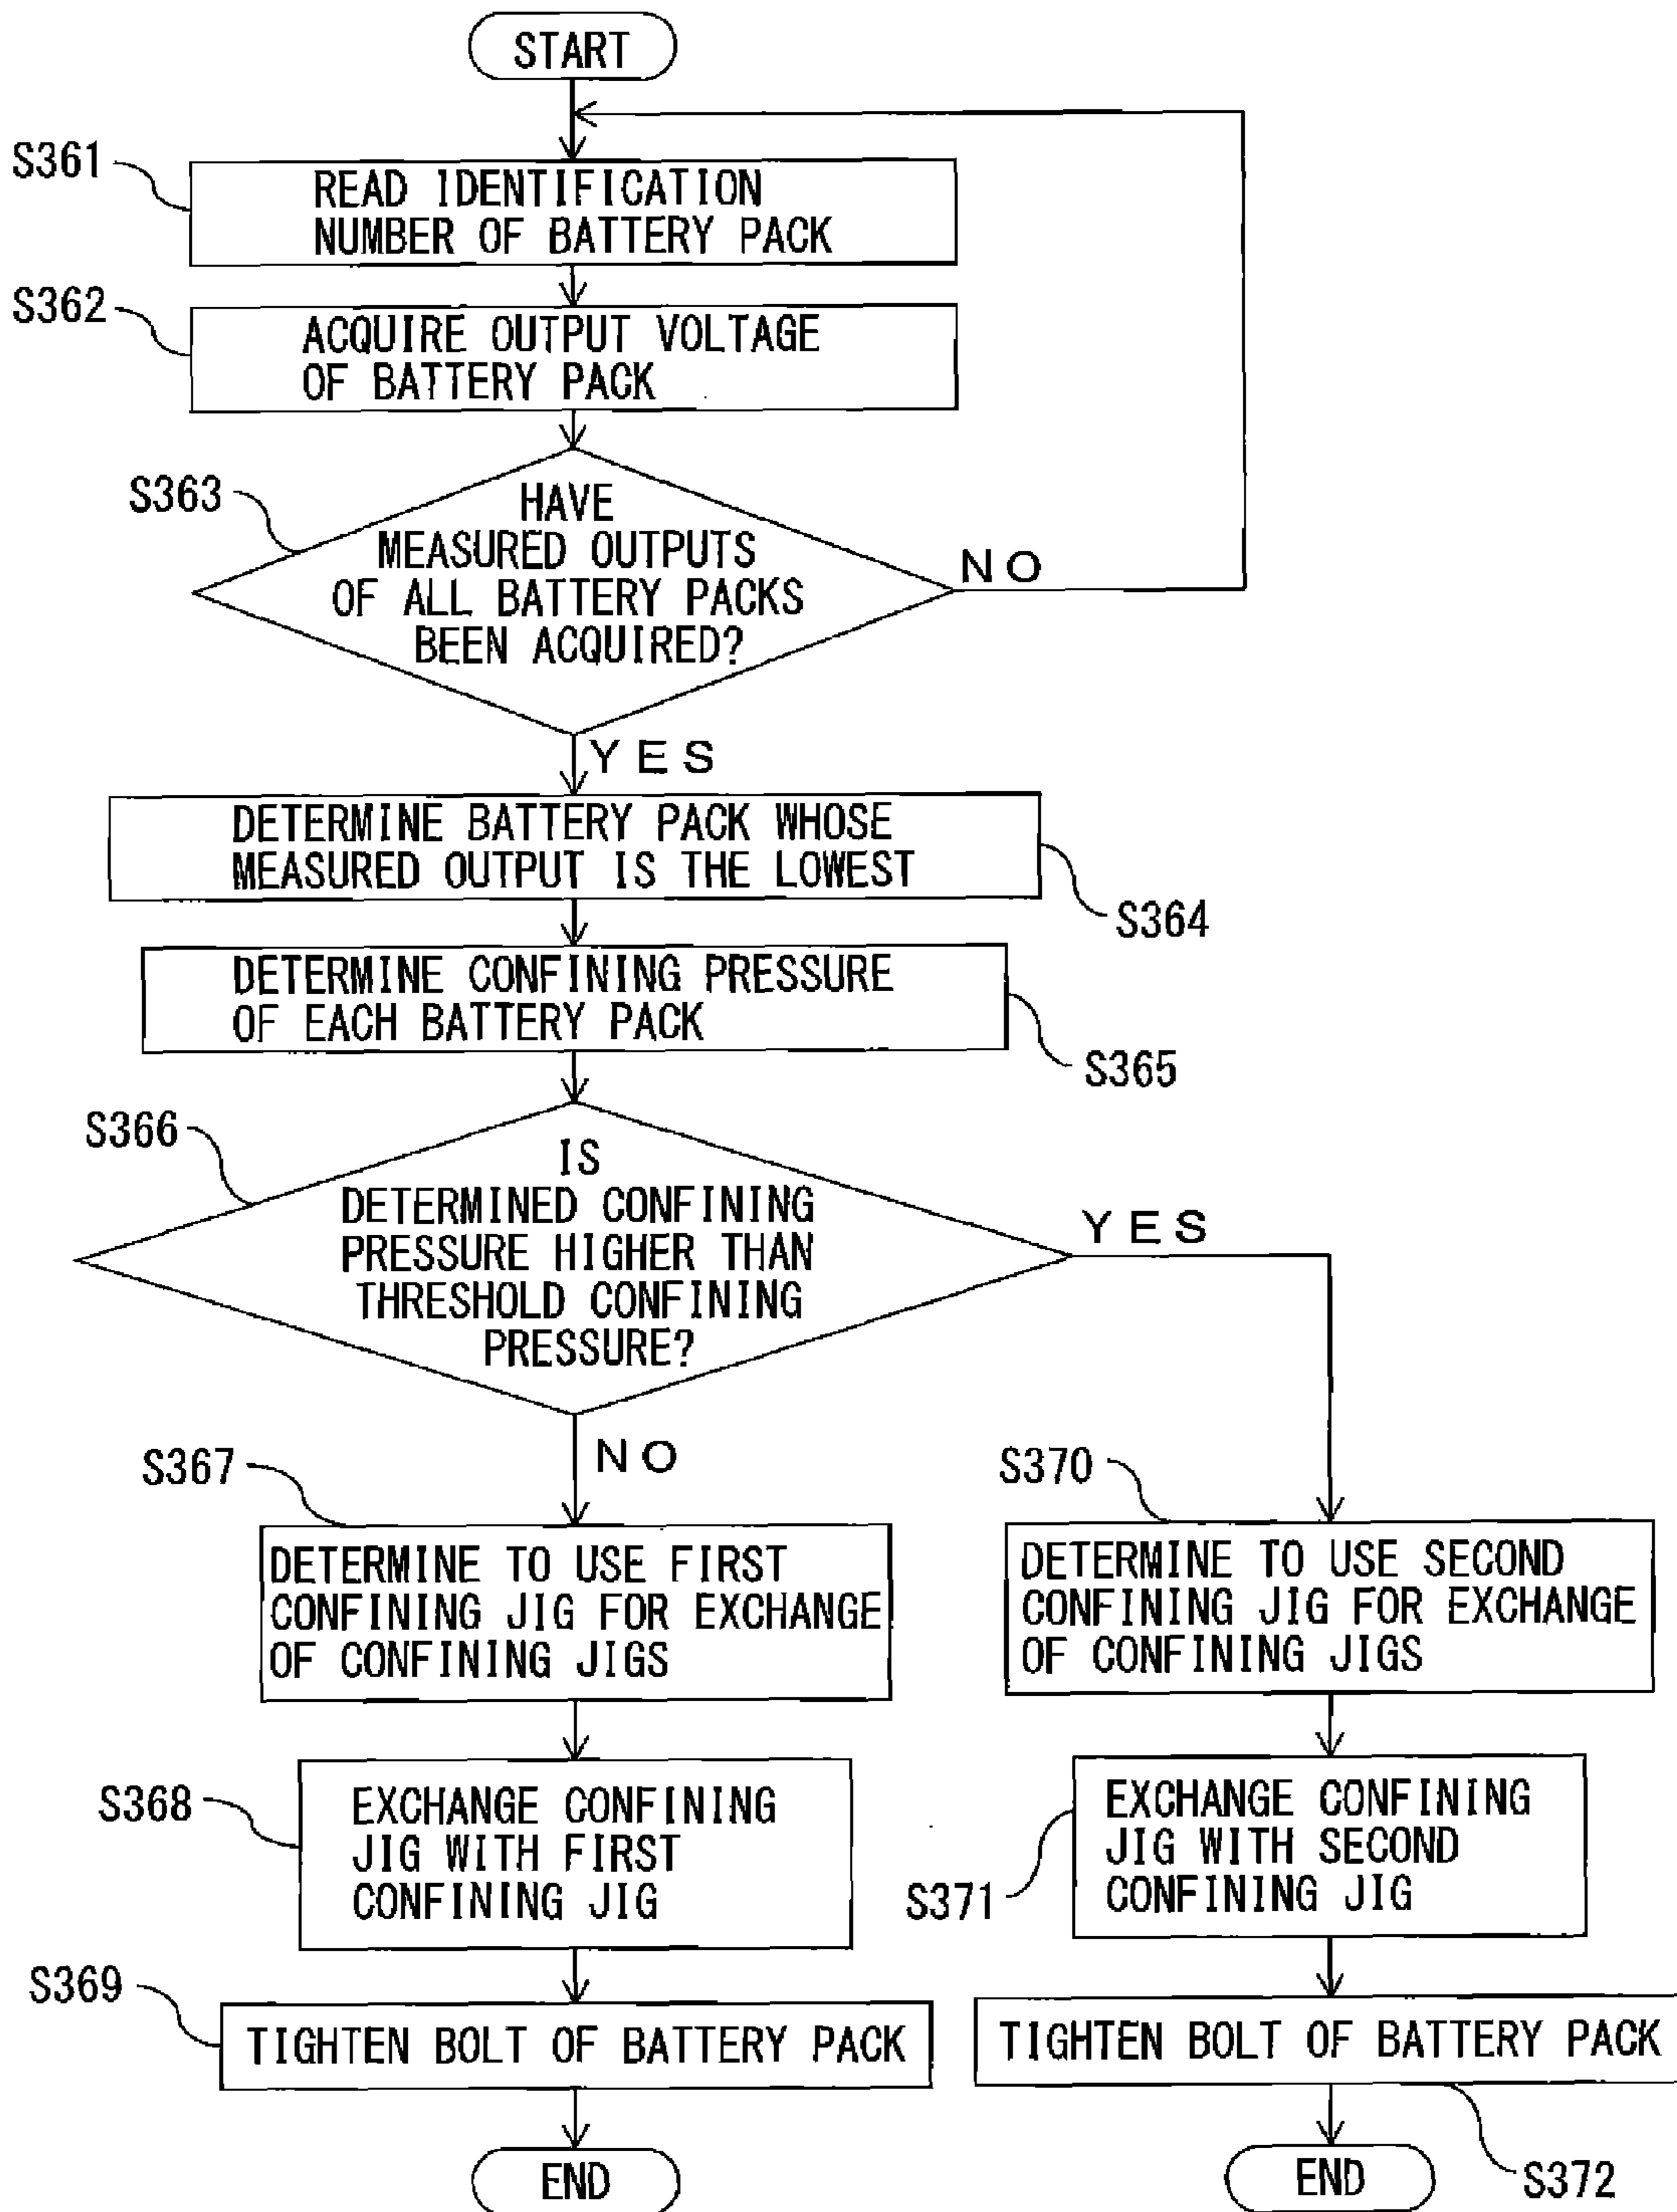 START
S361
READ IDENTIFICATION
NUMBER OF BATTERY PACK
S362
ACQUIRE OUTPUT VOLTAGE
OF BATTERY PACK
S363
HAVE
MEASURED OUTPUTS
OF ALL BATTERY PACKS
BEEN ACQUIRED?
NO
YES
DETERMINE BATTERY PACK WHOSE
MEASURED OUTPUT IS THE LOWEST
S364
DETERMINE CONFINING PRESSURE
OF EACH BATTERY PACK
S365
S366
IS
DETERMINED CONFINING
PRESSURE HIGHER THAN
THRESHOLD CONFINING
PRESSURE?
YES
NO
S367
DETERMINE TO USE FIRST
CONFINING JIG FOR EXCHANGE
OF CONFINING JIGS
S370
DETERMINE TO USE SECOND
CONFINING JIG FOR EXCHANGE
OF CONFINING JIGS
S368
EXCHANGE CONFINING
JIG WITH FIRST
CONFINING JIG
S371
EXCHANGE CONFINING
JIG WITH SECOND
CONFINING JIG
S369
TIGHTEN BOLT OF BATTERY PACK
TIGHTEN BOLT OF BATTERY PACK
S372
END
END